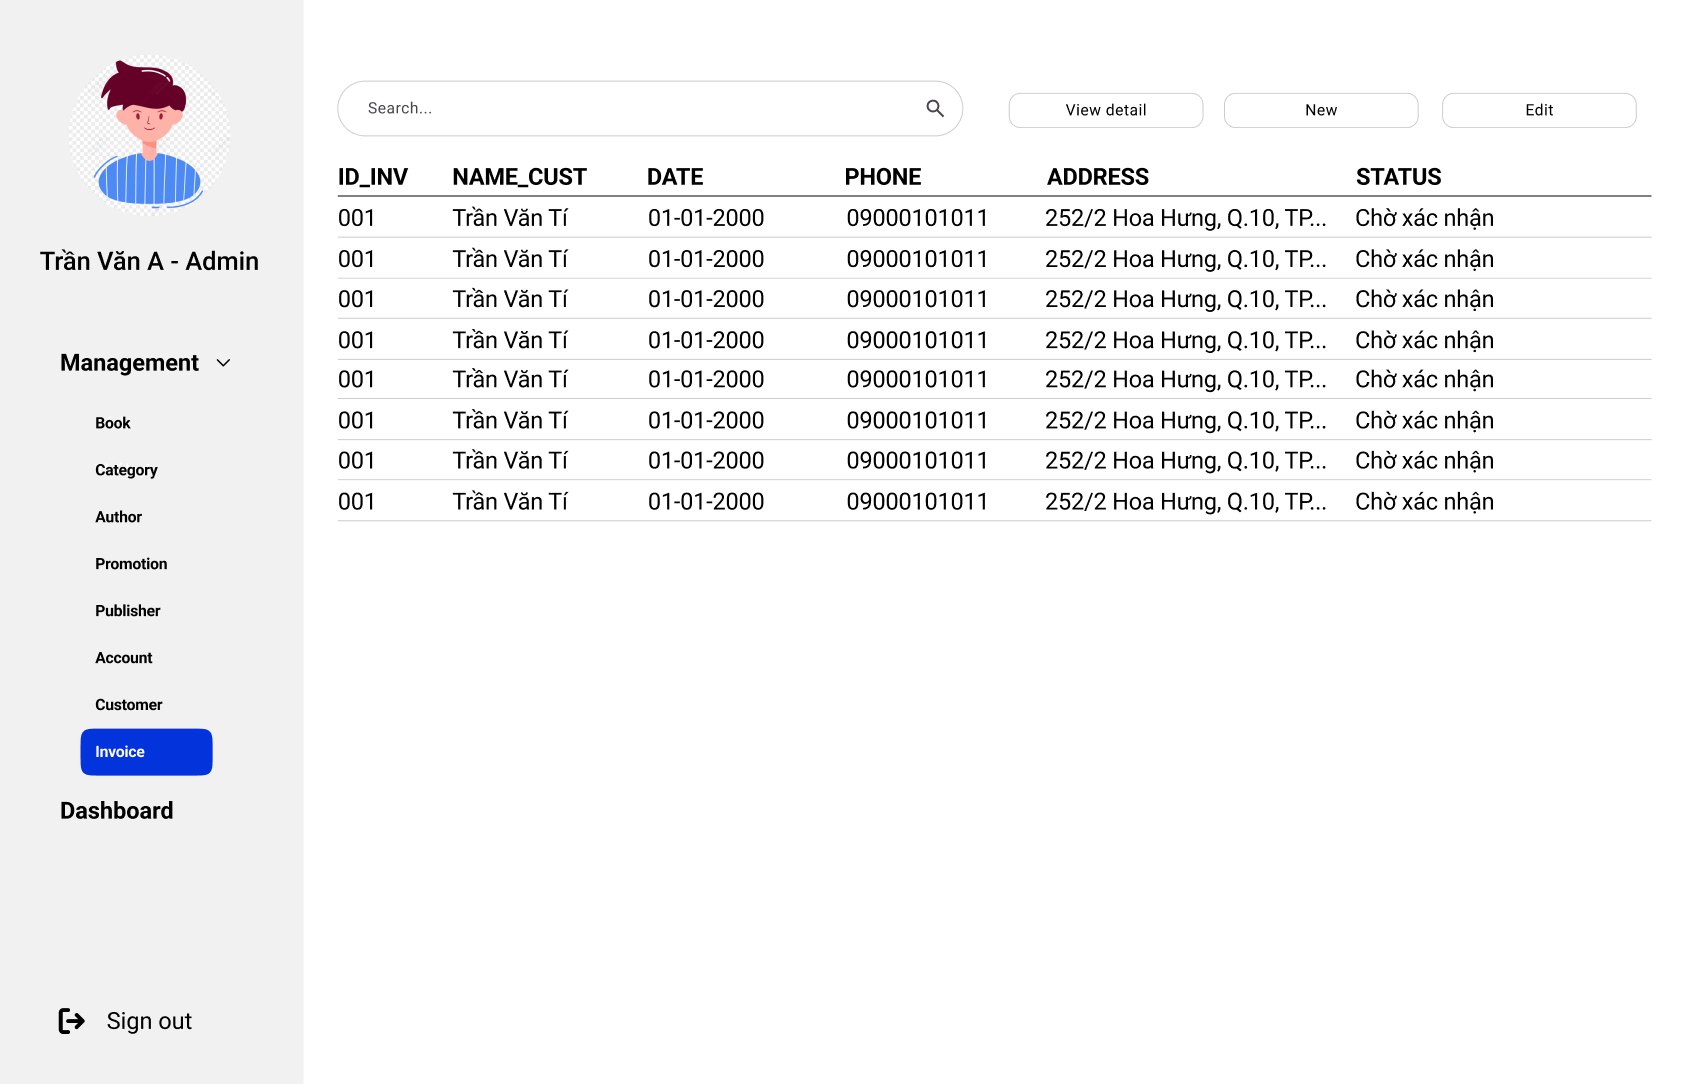 Trần Văn A - Admin
Management
Book
Category
Author
Promotion
Publisher
Account
Customer
Invoice
Dashboard
Sign out
Search...
View detail
New
Edit
ID_INV NAME_CUST DATE PHONE ADDRESS STATUS
001 Trần Văn Tí 01-01-2000 09000101011 252/2 Hoa Hưng, Q.10, TP... Chờ xác nhận
001 Trần Văn Tí 01-01-2000 09000101011 252/2 Hoa Hưng, Q.10, TP... Chờ xác nhận
001 Trần Văn Tí 01-01-2000 09000101011 252/2 Hoa Hưng, Q.10, TP... Chờ xác nhận
001 Trần Văn Tí 01-01-2000 09000101011 252/2 Hoa Hưng, Q.10, TP... Chờ xác nhận
001 Trần Văn Tí 01-01-2000 09000101011 252/2 Hoa Hưng, Q.10, TP... Chờ xác nhận
001 Trần Văn Tí 01-01-2000 09000101011 252/2 Hoa Hưng, Q.10, TP... Chờ xác nhận
001 Trần Văn Tí 01-01-2000 09000101011 252/2 Hoa Hưng, Q.10, TP... Chờ xác nhận
001 Trần Văn Tí 01-01-2000 09000101011 252/2 Hoa Hưng, Q.10, TP... Chờ xác nhận